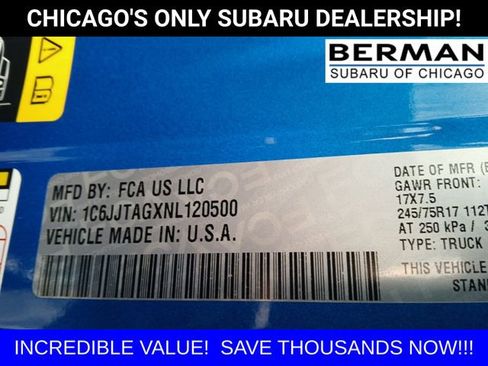 CHICAGO'S ONLY SUBARU DEALERSHIP!
BERMAN
SUBARU OF CHICAGO
MFD BY: FCA US LLC
VIN: 1C6JJTAGXNL120500
VEHICLE MADE IN: U.S.A.
DATE OF MFR
GAWR FRONT:
17X7.5
245/75R17 112T
AT 250 kPa /
TYPE: TRUCK
THIS VEHICLE
STAN
INCREDIBLE VALUE! SAVE THOUSANDS NOW!!!